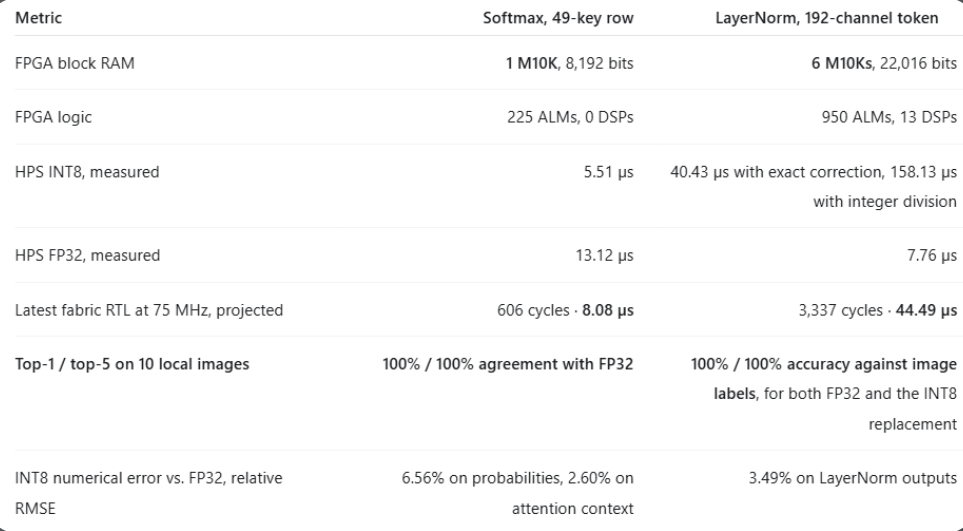 Metric Softmax, 49-key row LayerNorm, 192-channel token
FPGA block RAM 1 M10K, 8,192 bits 6 M10Ks, 22,016 bits
FPGA logic 225 ALMs, 0 DSPs 950 ALMs, 13 DSPs
HPS INT8, measured 5.51 µs 40.43 µs with exact correction, 158.13 µs
with integer division
HPS FP32, measured 13.12 µs 7.76 µs
Latest fabric RTL at 75 MHz, projected 606 cycles · 8.08 µs 3,337 cycles · 44.49 µs
Top-1 / top-5 on 10 local images 100% / 100% agreement with FP32 100% / 100% accuracy against image
labels, for both FP32 and the INT8
replacement
INT8 numerical error vs. FP32, relative 6.56% on probabilities, 2.60% on 3.49% on LayerNorm outputs
RMSE attention context